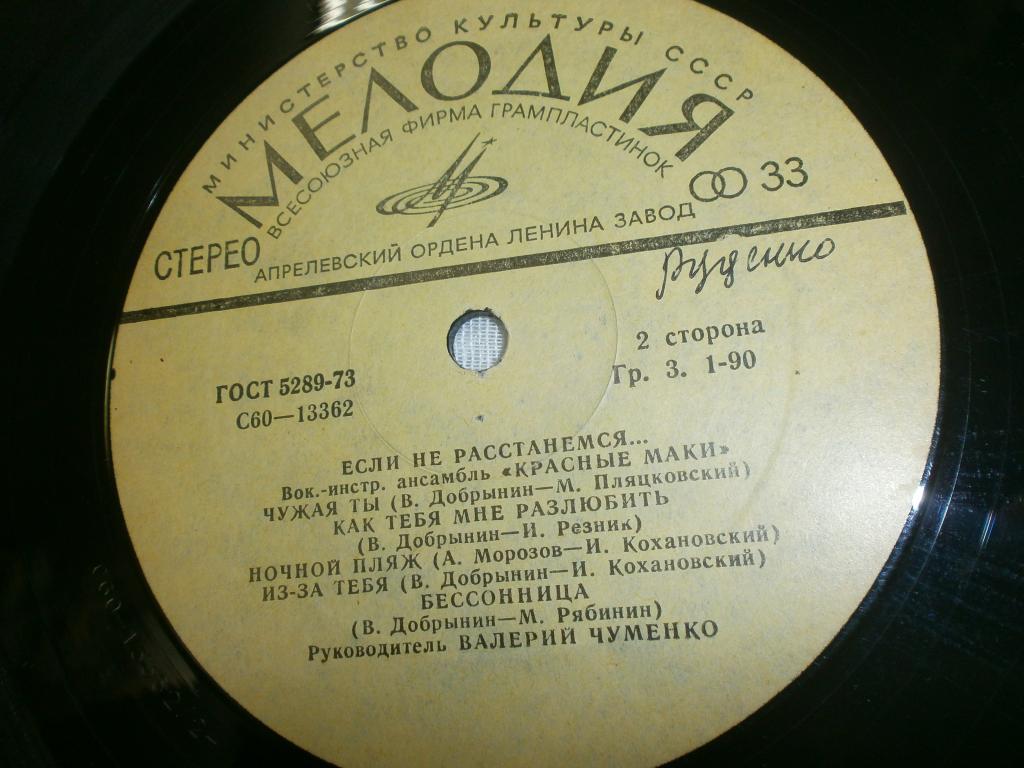 МИНИСТЕРСТВО КУЛЬТУРЫ СССР
МЕЛОДИЯ
ВСЕСОЮЗНАЯ ФИРМА ГРАМПЛАСТИНОК
33
СТЕРЕО
АПРЕЛЕВСКИЙ ОРДЕНА ЛЕНИНА ЗАВОД
Руденко
2 сторона
Гр. 3. 1-90
ГОСТ 5289-73
С60—13362
ЕСЛИ НЕ РАССТАНЕМСЯ...
Вок.-инстр. ансамбль «КРАСНЫЕ МАКИ»
ЧУЖАЯ ТЫ (В. Добрынин—М. Пляцковский)
КАК ТЕБЯ МНЕ РАЗЛЮБИТЬ
(В. Добрынин—И. Резник)
НОЧНОЙ ПЛЯЖ (А. Морозов—И. Кохановский)
ИЗ-ЗА ТЕБЯ (В. Добрынин—И. Кохановский)
БЕССОННИЦА
(В. Добрынин—М. Рябинин)
Руководитель ВАЛЕРИЙ ЧУМЕНКО